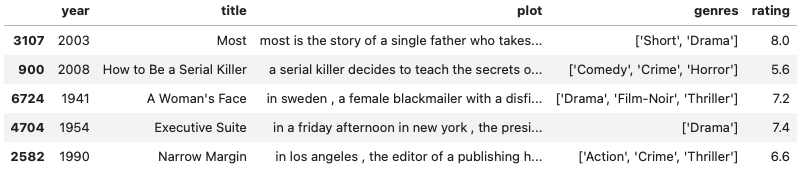 year title plot genres rating
3107 2003 Most most is the story of a single father who takes... ['Short', 'Drama'] 8.0
900 2008 How to Be a Serial Killer a serial killer decides to teach the secrets o... ['Comedy', 'Crime', 'Horror'] 5.6
6724 1941 A Woman's Face in sweden , a female blackmailer with a disfi... ['Drama', 'Film-Noir', 'Thriller'] 7.2
4704 1954 Executive Suite in a friday afternoon in new york , the presi... ['Drama'] 7.4
2582 1990 Narrow Margin in los angeles , the editor of a publishing h... ['Action', 'Crime', 'Thriller'] 6.6